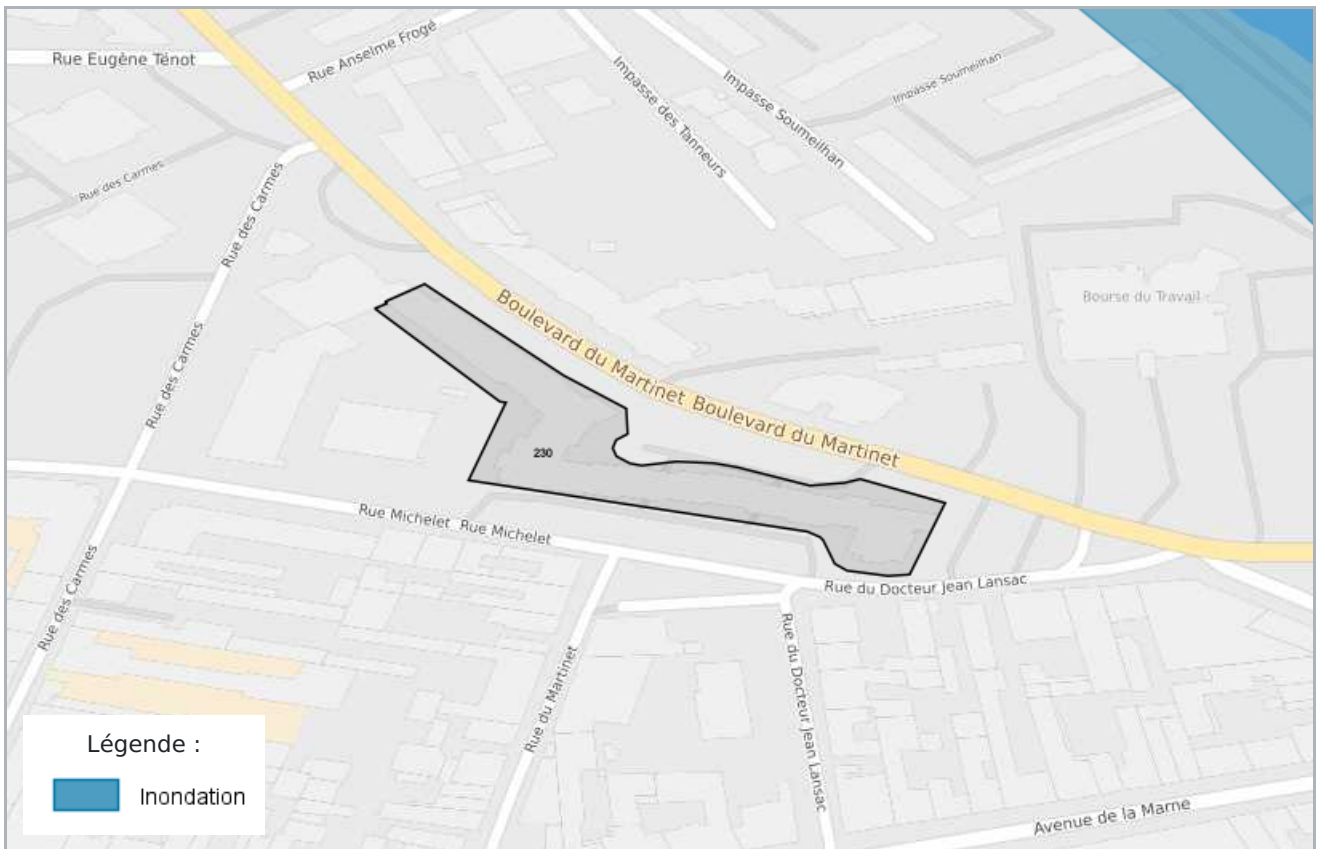 Rue Eugène Ténot
Rue Anselme Frogé
Impasse des Tanneurs
Impasse Soumeilhan
Impasse Soumeilhan
Rue des Carmes
Rue des Carmes
Rue des Carmes
Rue des Carmes
Bourse du Travail
Boulevard du Martinet Boulevard du Martinet
230
Rue Michelet Rue Michelet
Rue du Docteur Jean Lansac
Rue du Docteur Jean Lansac
Rue du Martinet
Avenue de la Marne
Légende :
Inondation